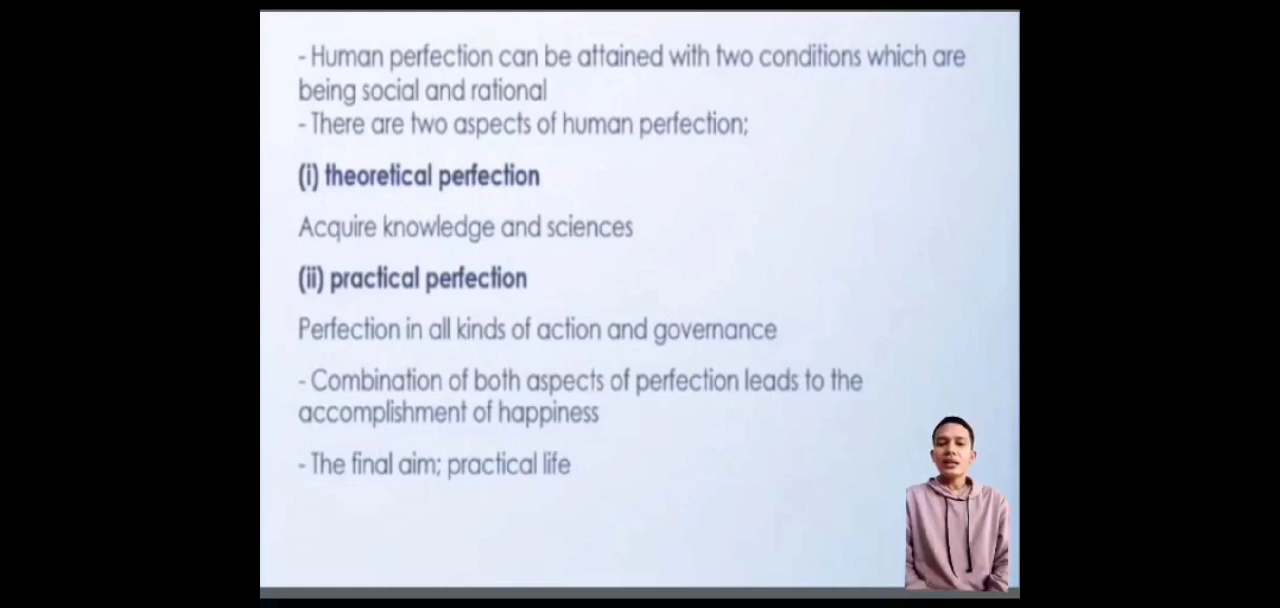 - Human perfection can be attained with two conditions which are
being social and rational
- There are two aspects of human perfection;
(i) theoretical perfection
Acquire knowledge and sciences
(ii) practical perfection
Perfection in all kinds of action and governance
- Combination of both aspects of perfection leads to the
accomplishment of happiness
- The final aim; practical life